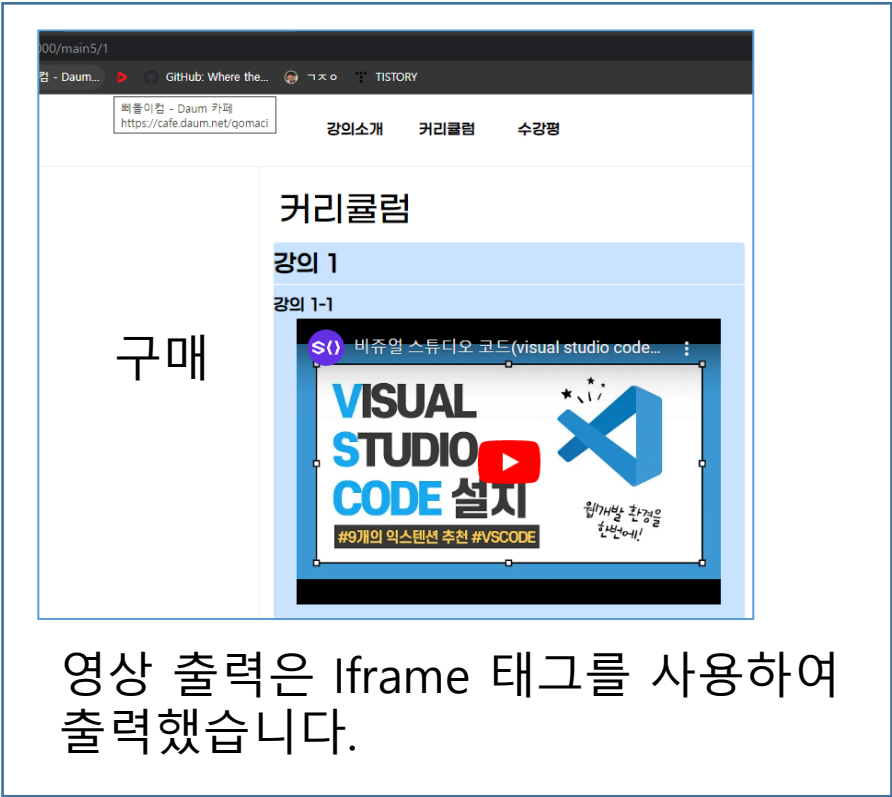 000/main5/1
컴 - Daum... GitHub: Where the... ㄱㅈㅇ TISTORY
삐돌이컴 - Daum 카페
https://cafe.daum.net/qomaci
강의소개 커리큘럼 수강평
커리큘럼
강의 1
강의 1-1
구매
비쥬얼 스튜디오 코드(visual studio code...
VISUAL
STUDIO
CODE 설치
웹개발 환경을
한번에!
#9개의 익스텐션 추천 #VSCODE
영상 출력은 Iframe 태그를 사용하여
출력했습니다.